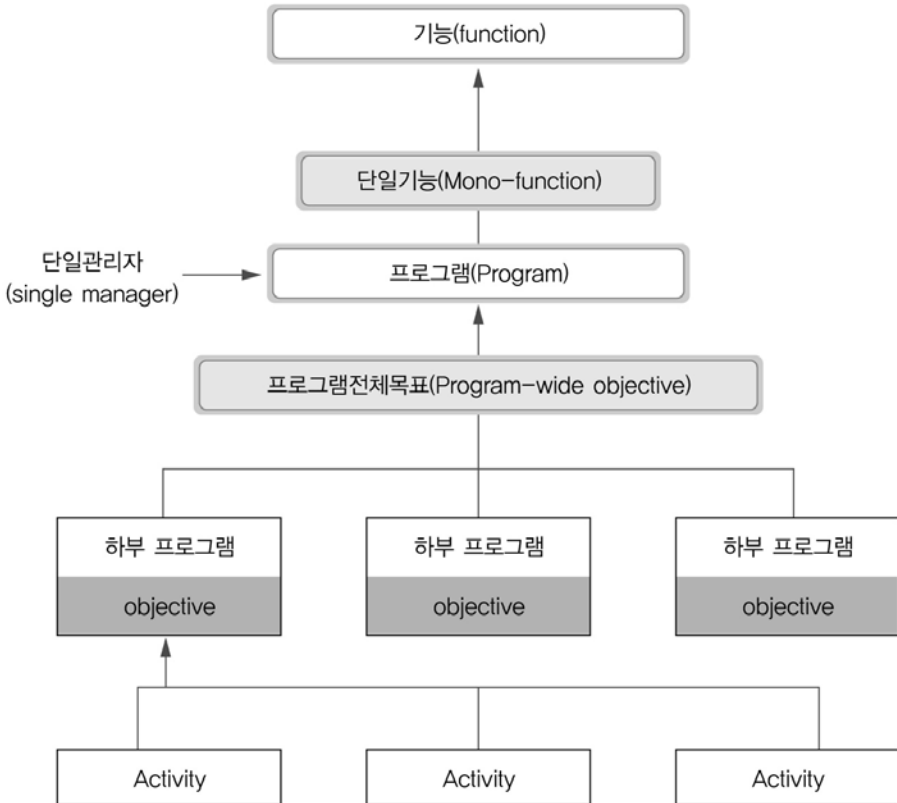 기능(function)
단일기능(Mono-function)
단일관리자
(single manager)
프로그램(Program)
프로그램전체목표(Program-wide objective)
하부 프로그램
하부 프로그램
하부 프로그램
objective
objective
objective
Activity
Activity
Activity